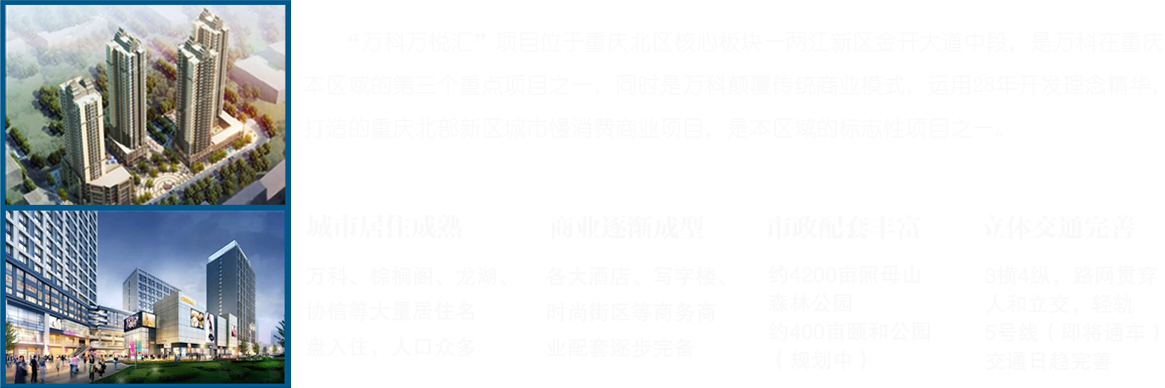 “万科万悦汇”项目位于重庆北区核心板块—两江新区金开大道中段，是万科在重庆
本区域的第三个重点项目之一，同时是万科颠覆传统商业模式，运用28年开发理念精华，
打造的重庆北部新区城市慢消费商业项目，是本区域的标志性项目之一。
城市居住成熟
商业逐渐成型
市政配套丰富
立体交通完善
万科、棕榈阁、龙湖、
协信等大量居住名
盘入住，人口众多
各大酒店、写字楼、
时尚街区等商务商
业配套逐步完备
约4200亩照母山
森林公园
约400亩颐和公园
（规划中）
3横4纵，路网贯穿
人和立交，轻轨
5号线（即将通车）
交通日趋完善